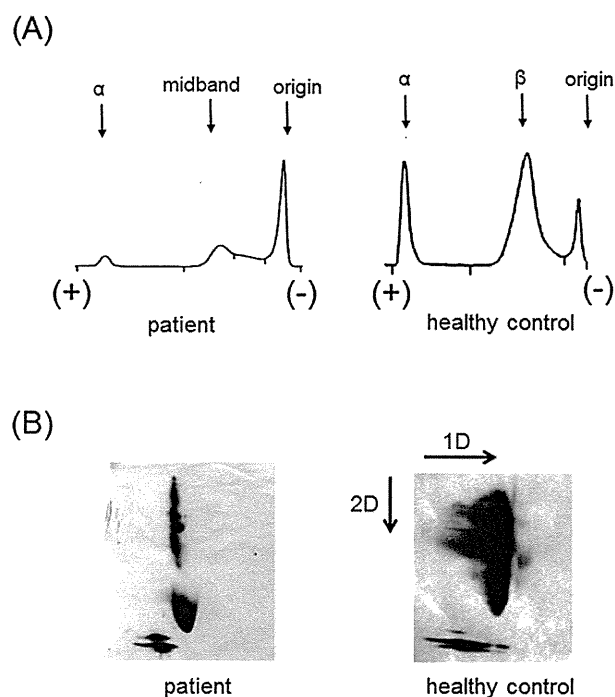 (A)
α midband origin α β origin
(+) (-) (+) (-)
patient healthy control
(B)
1D
2D
patient healthy control